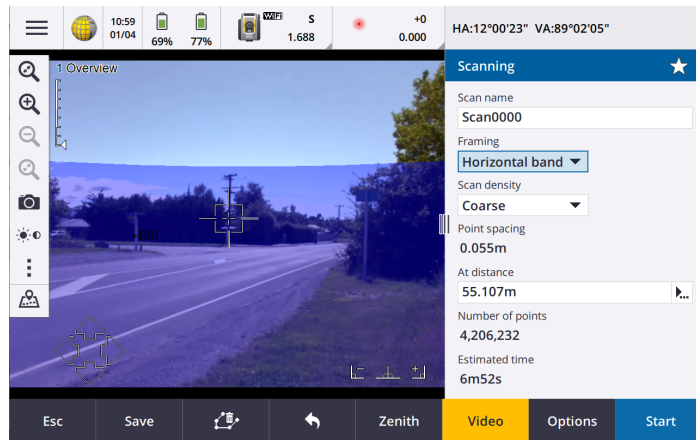 10:59
01/04
69%
77%
WiFi
S
1.688
+0
0.000
HA:12°00'23" VA:89°02'05"
1 Overview
Scanning
Scan name
Scan0000
Framing
Horizontal band
Scan density
Coarse
Point spacing
0.055m
At distance
55.107m
Number of points
4,206,232
Estimated time
6m52s
Esc
Save
Zenith
Video
Options
Start